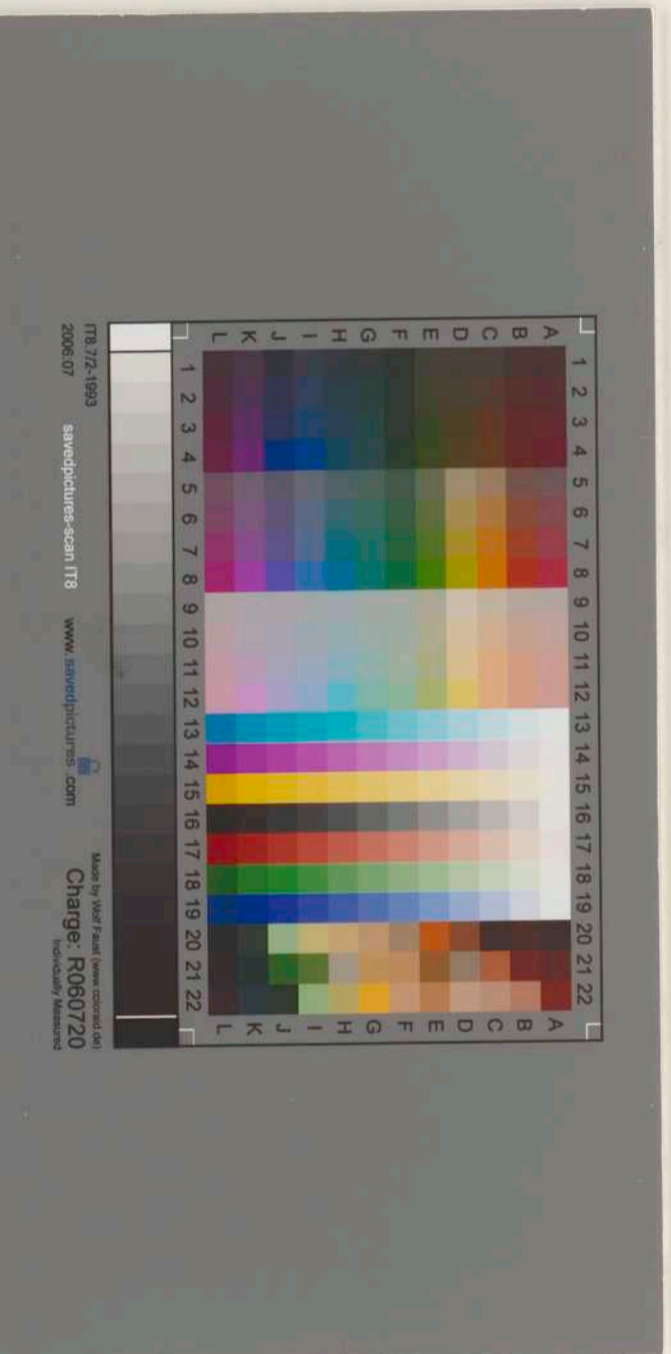 A B C D E F G H I J K L
1 2 3 4 5 6 7 8 9 10 11 12 13 14 15 16 17 18 19 20 21 22
1 2 3 4 5 6 7 8 9 10 11 12 13 14 15 16 17 18 19 20 21 22
A B C D E F G H I J K L
IT8.7/2-1993
2006:07
savedpictures-scan IT8
www.savedpictures.com
Made by Wolf Faust (www.coloraid.de)
Charge: R060720
Individually Measured